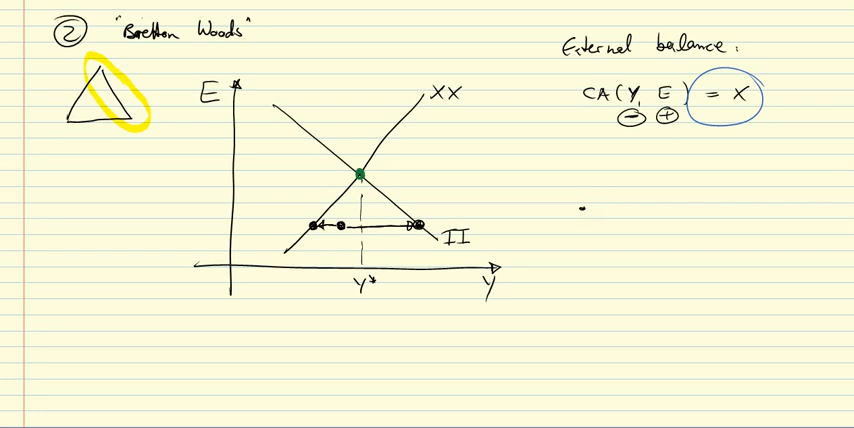 ② "Bretton Woods"
External balance:
CA(Y, E) = X
⊖ ⊕
E
XX
II
Y*
Y